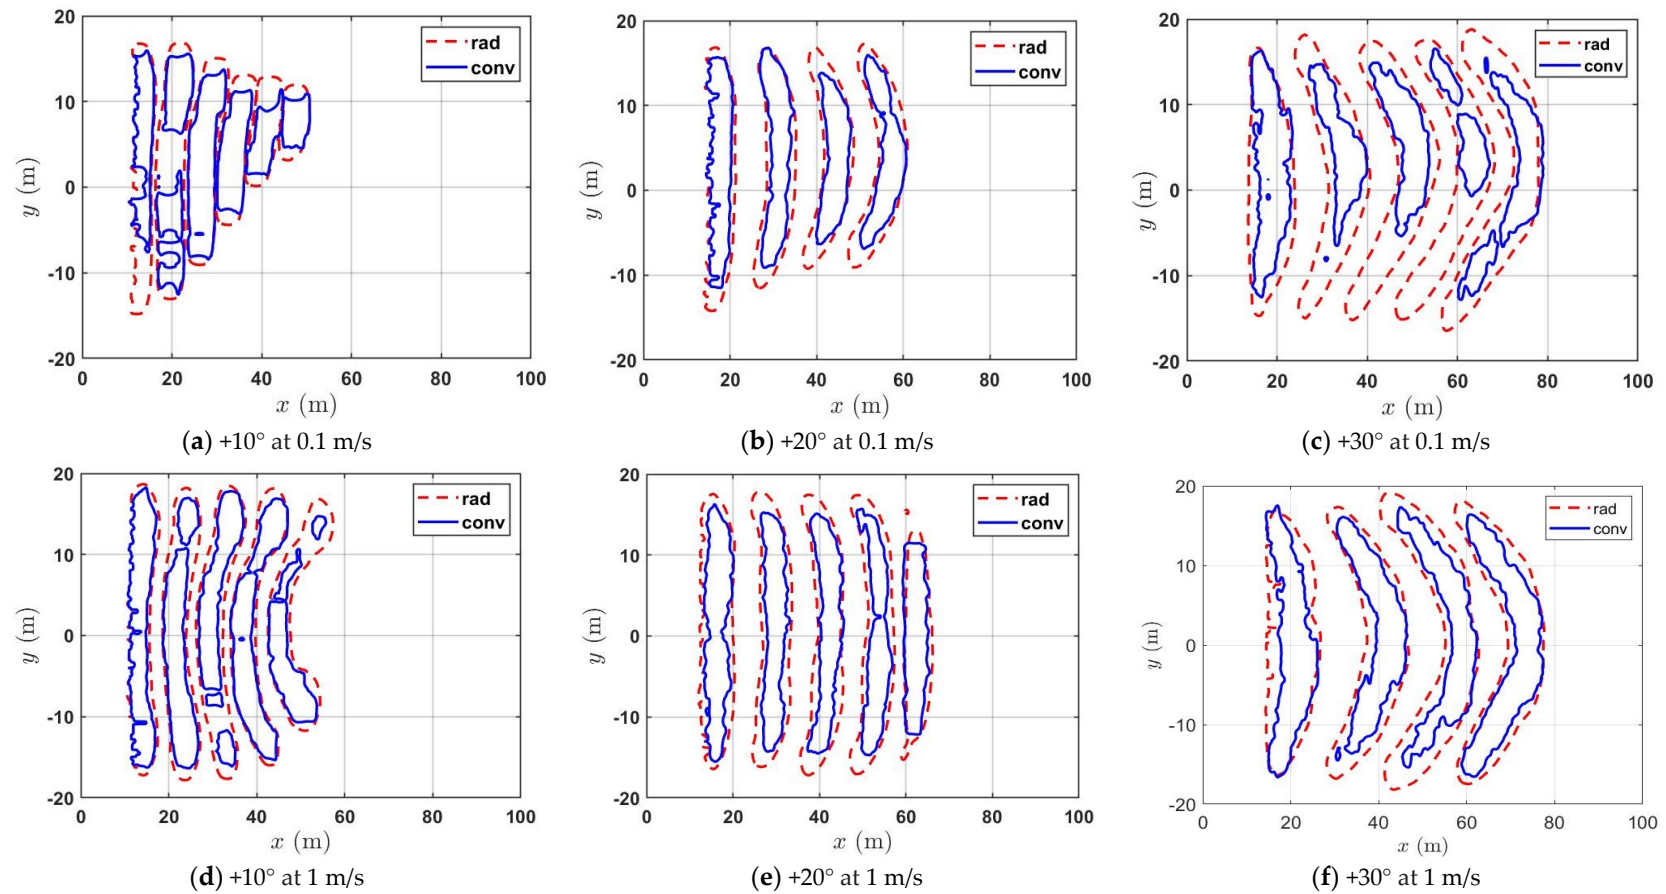 20
10
0
-10
-20
0 20 40 60 80 100
y (m)
x (m)
rad
conv
(a) +10° at 0.1 m/s
20
10
0
-10
-20
0 20 40 60 80 100
y (m)
x (m)
rad
conv
(b) +20° at 0.1 m/s
20
10
0
-10
-20
0 20 40 60 80 100
y (m)
x (m)
rad
conv
(c) +30° at 0.1 m/s
20
10
0
-10
-20
0 20 40 60 80 100
y (m)
x (m)
rad
conv
(d) +10° at 1 m/s
20
10
0
-10
-20
0 20 40 60 80 100
y (m)
x (m)
rad
conv
(e) +20° at 1 m/s
20
10
0
-10
-20
0 20 40 60 80 100
y (m)
x (m)
rad
conv
(f) +30° at 1 m/s